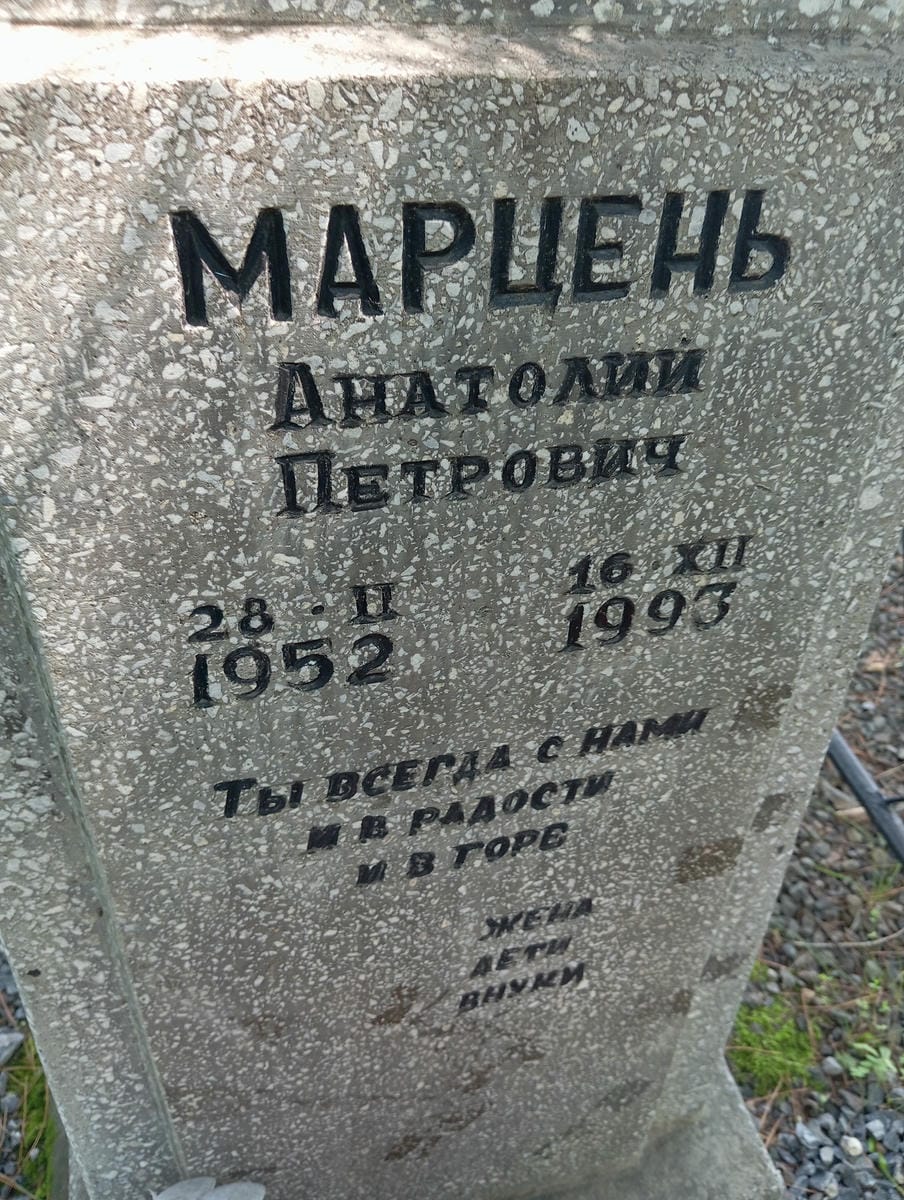 МАРЦЕНЬ
Анатолий
Петрович
28 · II 16 · XII
1952 1993
Ты всегда с нами
и в радости
и в горе
жена
дети
внуки